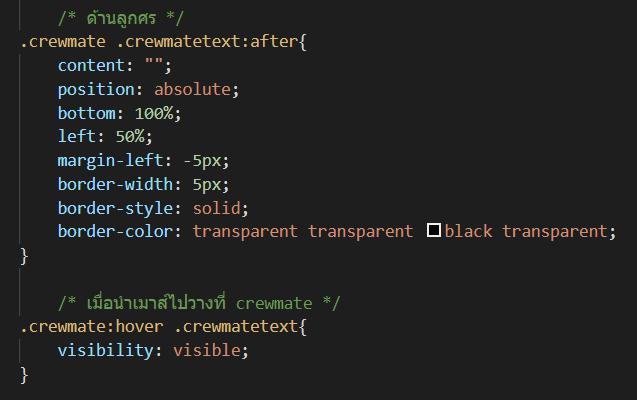 /* ด้านลูกศร */
.crewmate .crewmatetext:after{
content: "";
position: absolute;
bottom: 100%;
left: 50%;
margin-left: -5px;
border-width: 5px;
border-style: solid;
border-color: transparent transparent black transparent;
}
/* เมื่อนำเมาส์ไปวางที่ crewmate */
.crewmate:hover .crewmatetext{
visibility: visible;
}